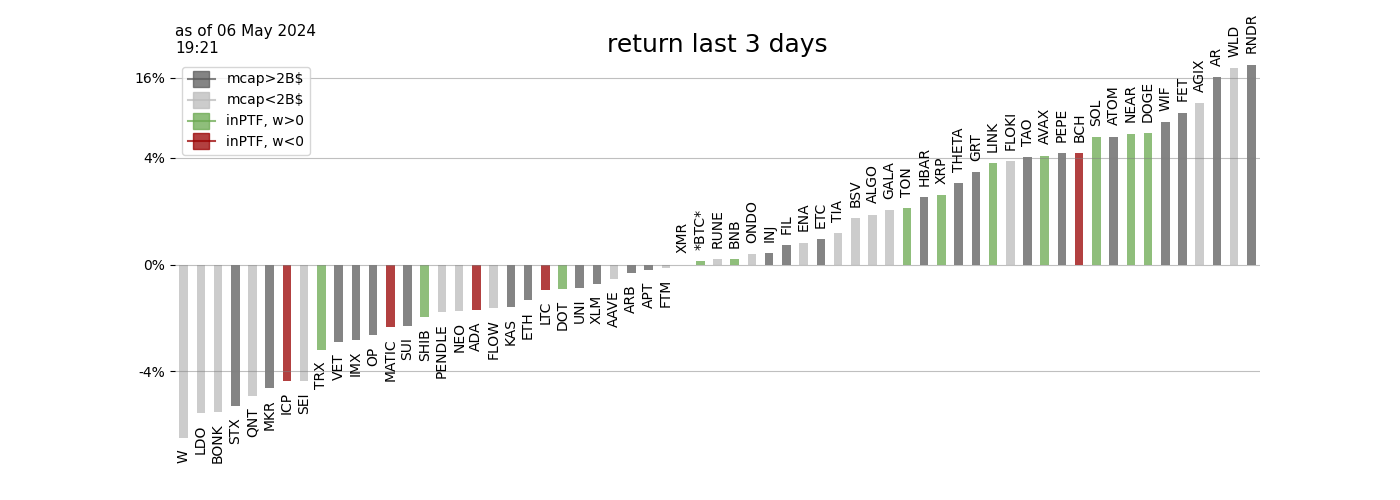 as of 06 May 2024
19:21
return last 3 days
16%
4%
0%
-4%
mcap>2B$
mcap<2B$
inPTF, w>0
inPTF, w<0
W
LDO
BONK
STX
QNT
MKR
ICP
SEI
TRX
VET
IMX
OP
MATIC
SUI
SHIB
PENDLE
NEO
ADA
FLOW
KAS
ETH
LTC
DOT
UNI
XLM
AAVE
ARB
APT
FTM
XMR
*BTC*
RUNE
BNB
ONDO
INJ
FIL
ENA
ETC
TIA
BSV
ALGO
GALA
TON
HBAR
XRP
THETA
GRT
LINK
FLOKI
TAO
AVAX
PEPE
BCH
SOL
ATOM
NEAR
DOGE
WIF
FET
AGIX
AR
WLD
RNDR